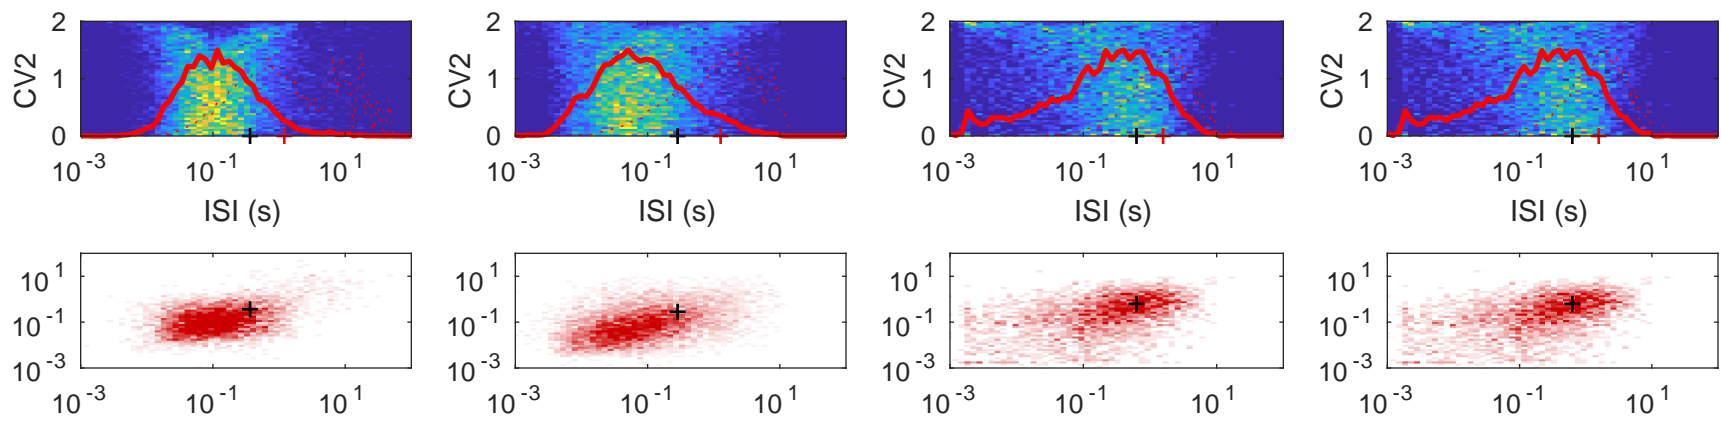 2 2 2 2
CV2 CV2 CV2 CV2
1 1 1 1
0 0 0 0
10^-3 10^-1 10^1 10^-3 10^-1 10^1 10^-3 10^-1 10^1 10^-3 10^-1 10^1
ISI (s) ISI (s) ISI (s) ISI (s)
10^1 10^1 10^1 10^1
10^-1 10^-1 10^-1 10^-1
10^-3 10^-3 10^-3 10^-3
10^-3 10^-1 10^1 10^-3 10^-1 10^1 10^-3 10^-1 10^1 10^-3 10^-1 10^1